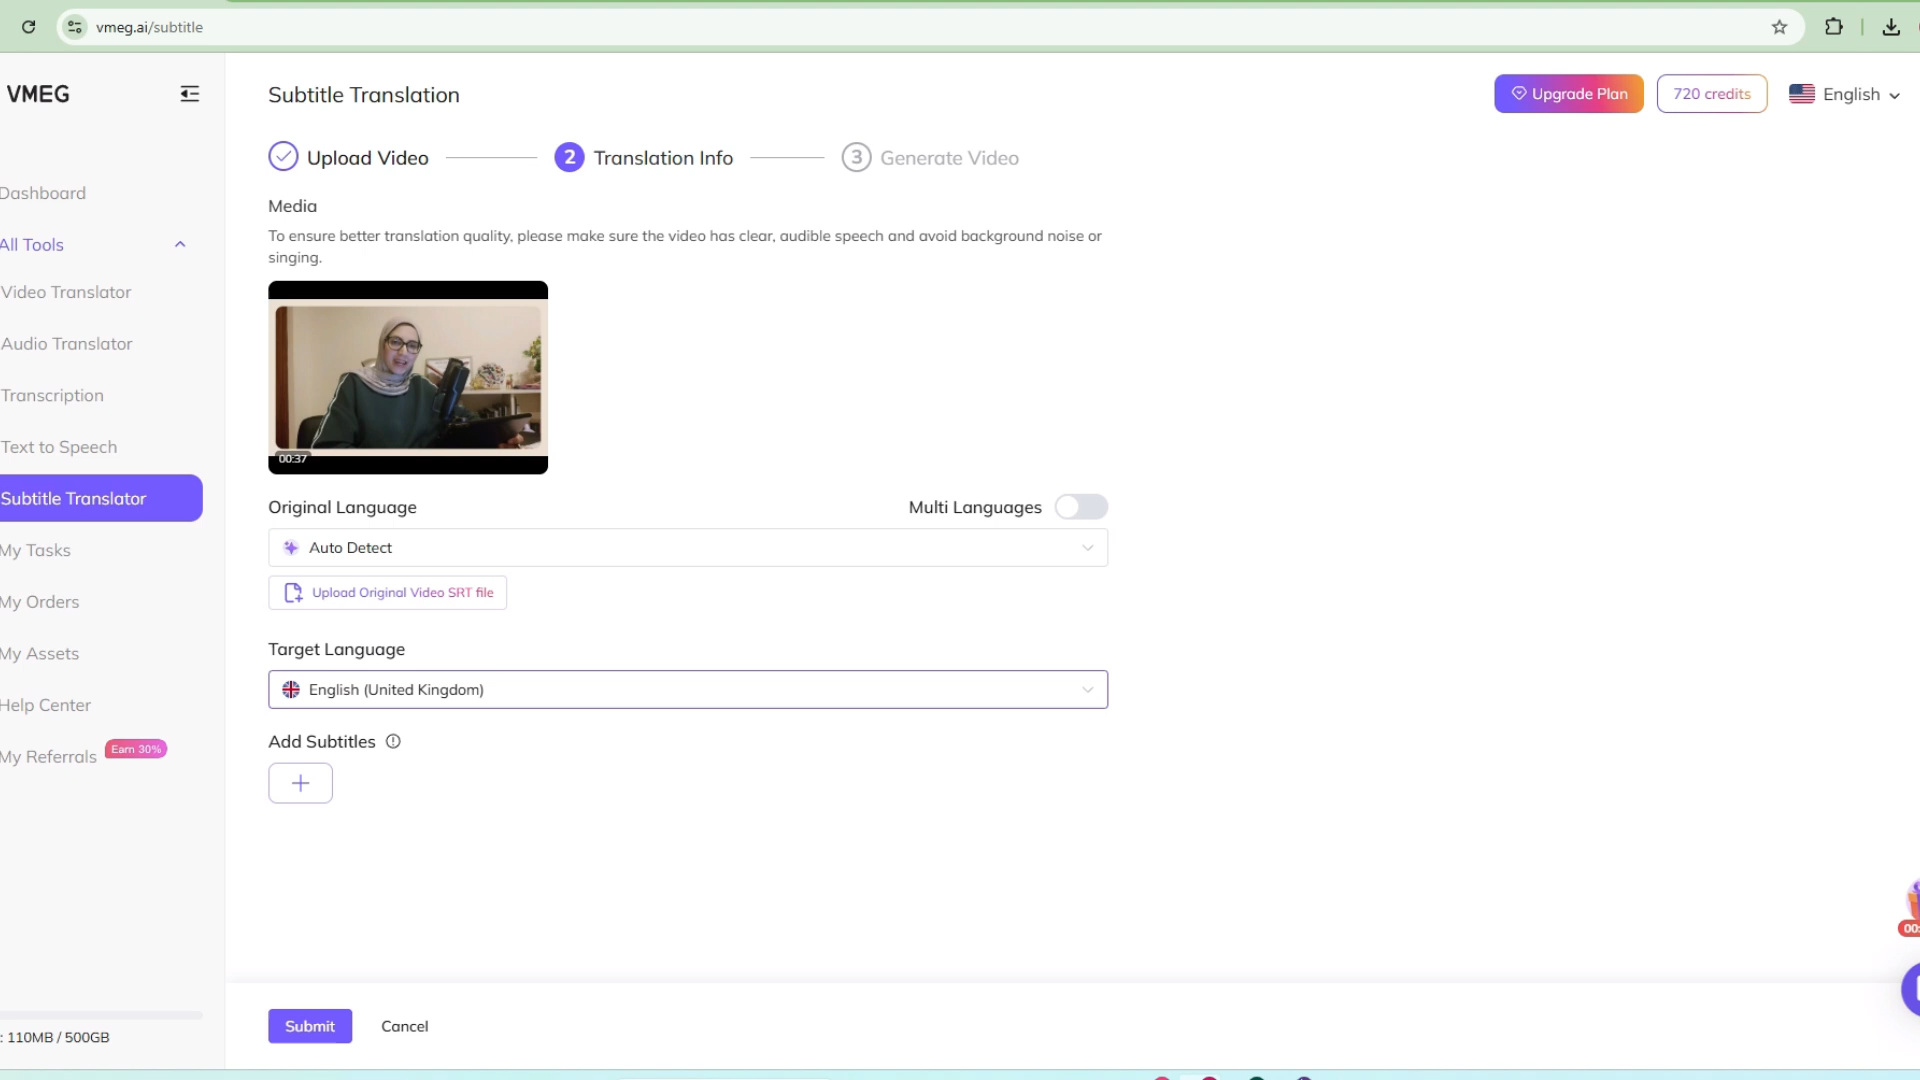 vmeg.ai/subtitle
VMEG
Subtitle Translation
Upgrade Plan
720 credits
English
Upload Video
2 Translation Info
3 Generate Video
Dashboard
All Tools
Video Translator
Audio Translator
Transcription
Text to Speech
Subtitle Translator
My Tasks
My Orders
My Assets
Help Center
My Referrals
Earn 30%
: 110MB / 500GB
Media
To ensure better translation quality, please make sure the video has clear, audible speech and avoid background noise or
singing.
00:37
Original Language
Multi Languages
Auto Detect
Upload Original Video SRT file
Target Language
English (United Kingdom)
Add Subtitles
00:
Submit
Cancel